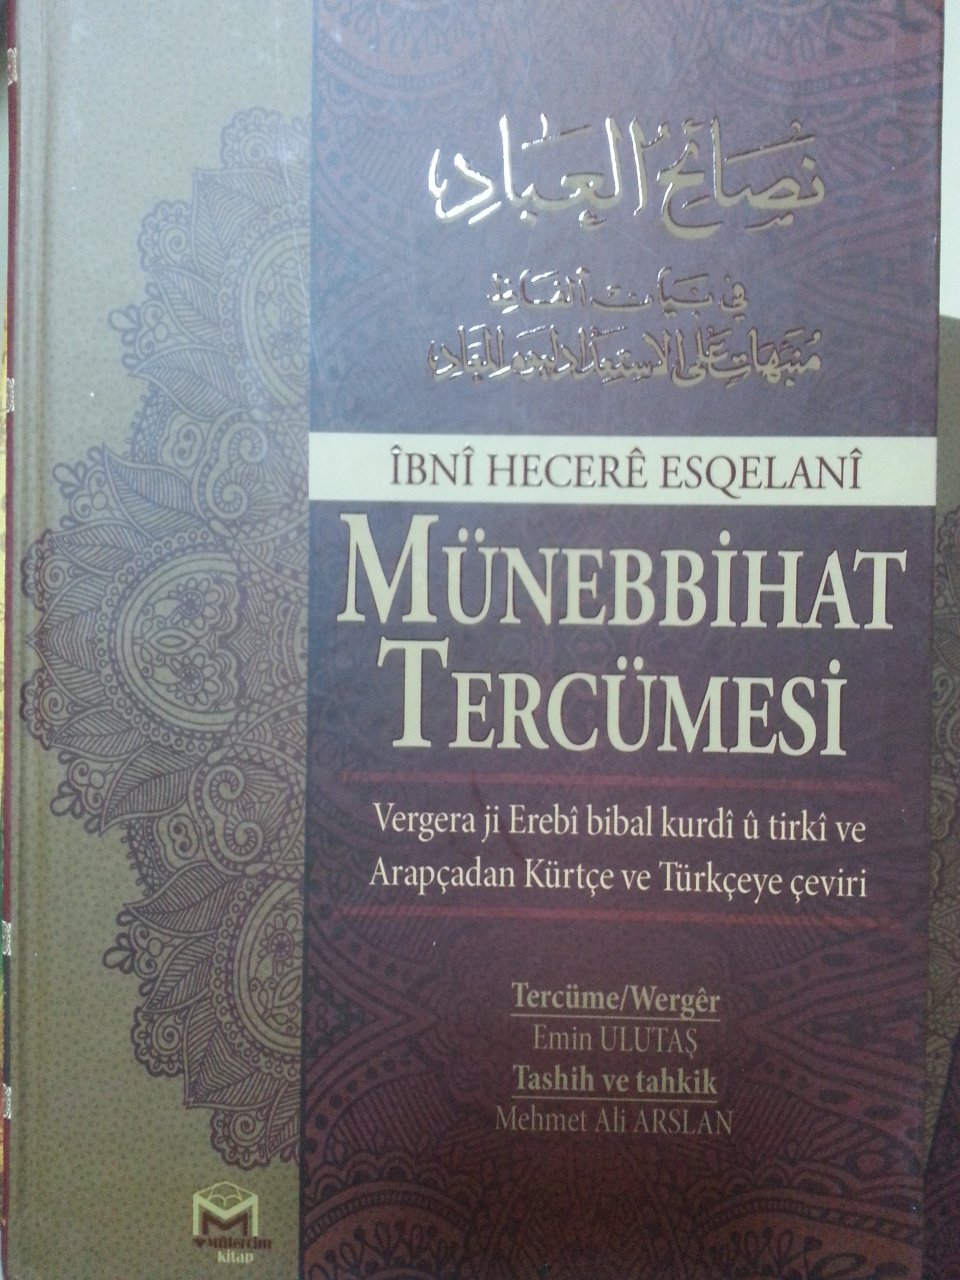 نصائح العباد
في بيان ألفاظ
منبهات على الاستعداد ليوم المعاد
ÎBNÎ HECERÊ ESQELANÎ
MÜNEBBİHAT
TERCÜMESİ
Vergera ji Erebî bibal kurdî û tirkî ve
Arapçadan Kürtçe ve Türkçeye çeviri
Tercüme/Wergêr
Emin ULUTAŞ
Tashih ve tahkik
Mehmet Ali ARSLAN
Mütercim
kitap